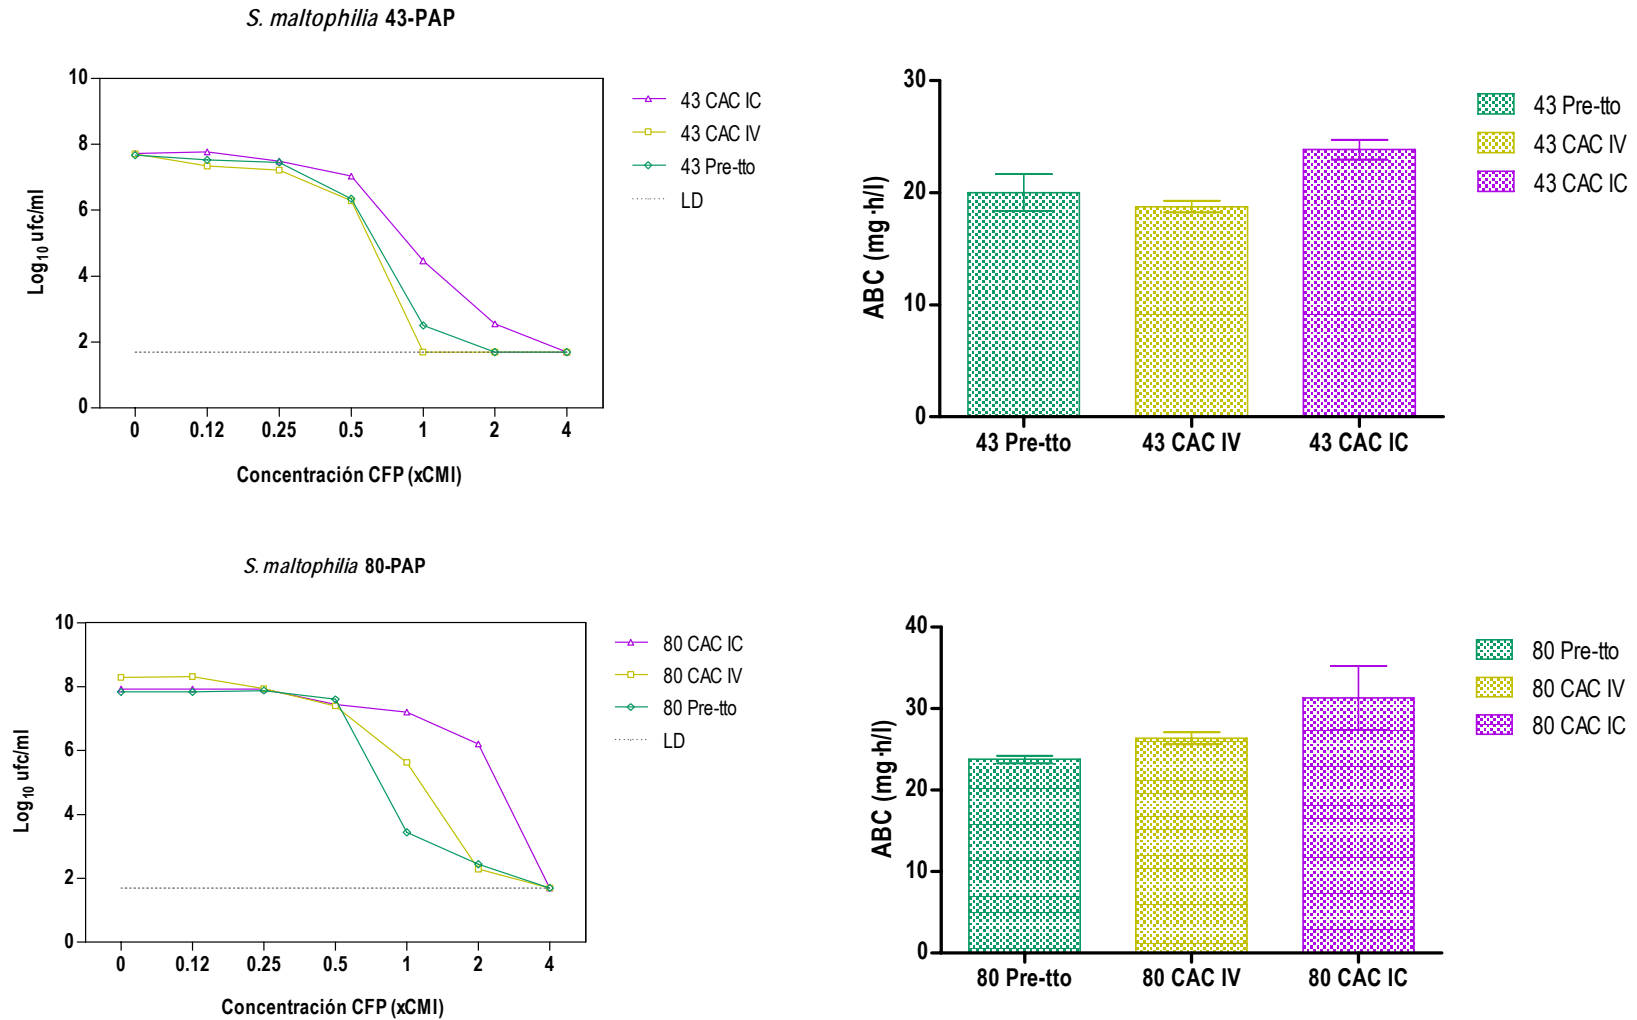 S. maltophilia 43-PAP
10
8
6
4
2
0
Log10 ufc/ml
0 0.12 0.25 0.5 1 2 4
Concentración CFP (xCMI)
43 CAC IC
43 CAC IV
43 Pre-tto
LD
30
20
10
0
ABC (mg·h/l)
43 Pre-tto 43 CAC IV 43 CAC IC
43 Pre-tto
43 CAC IV
43 CAC IC
S. maltophilia 80-PAP
10
8
6
4
2
0
Log10 ufc/ml
0 0.12 0.25 0.5 1 2 4
Concentración CFP (xCMI)
80 CAC IC
80 CAC IV
80 Pre-tto
LD
40
30
20
10
0
ABC (mg·h/l)
80 Pre-tto 80 CAC IV 80 CAC IC
80 Pre-tto
80 CAC IV
80 CAC IC